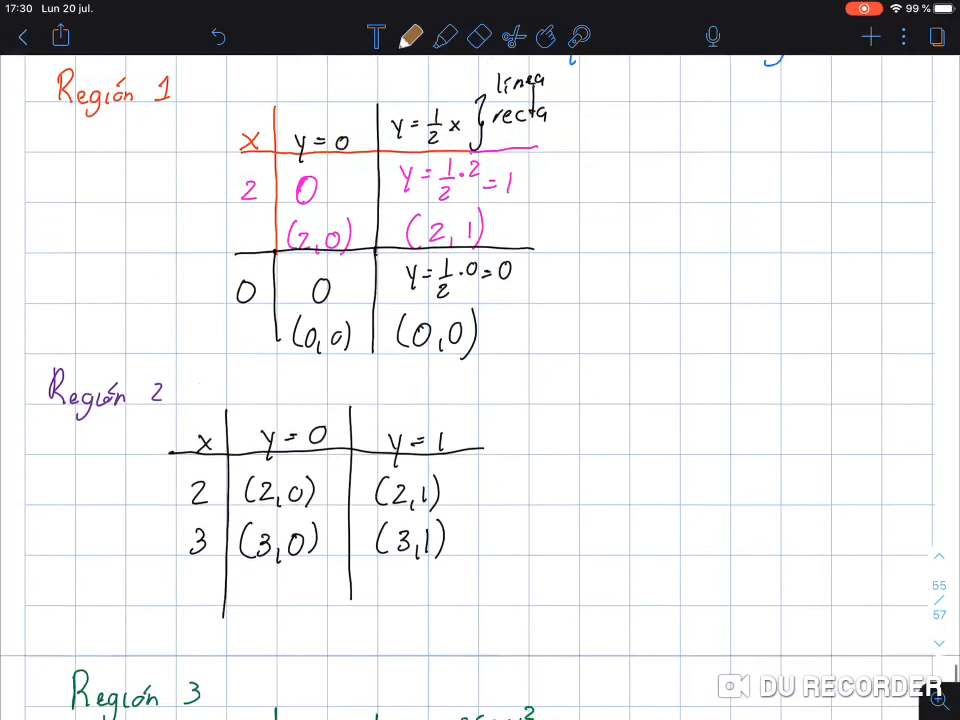 17:30 Lun 20 jul.
99 %
Región 1
línea
recta
x y = 0 y = 1/2 x
2 0 y = 1/2 · 2 = 1
(2,0) (2, 1)
0 0 y = 1/2 · 0 = 0
(0,0) (0,0)
Región 2
x y = 0 y = 1
2 (2,0) (2,1)
3 (3,0) (3,1)
55
/
57
Región 3
DU RECORDER